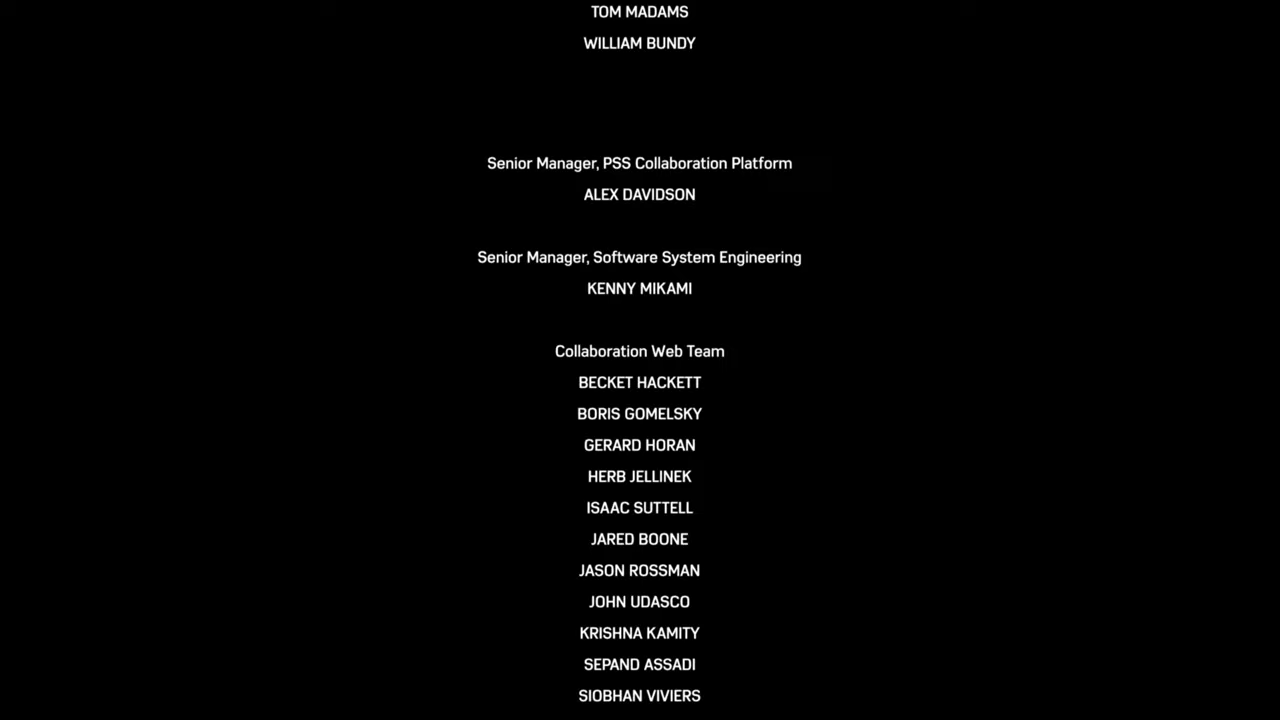 TOM MADAMS
WILLIAM BUNDY
Senior Manager, PSS Collaboration Platform
ALEX DAVIDSON
Senior Manager, Software System Engineering
KENNY MIKAMI
Collaboration Web Team
BECKET HACKETT
BORIS GOMELSKY
GERARD HORAN
HERB JELLINEK
ISAAC SUTTELL
JARED BOONE
JASON ROSSMAN
JOHN UDASCO
KRISHNA KAMITY
SEPAND ASSADI
SIOBHAN VIVIERS